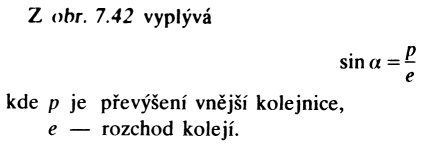 Z obr. 7.42 vyplývá
sin α = p/e
kde p je převýšení vnější kolejnice,
e — rozchod kolejí.